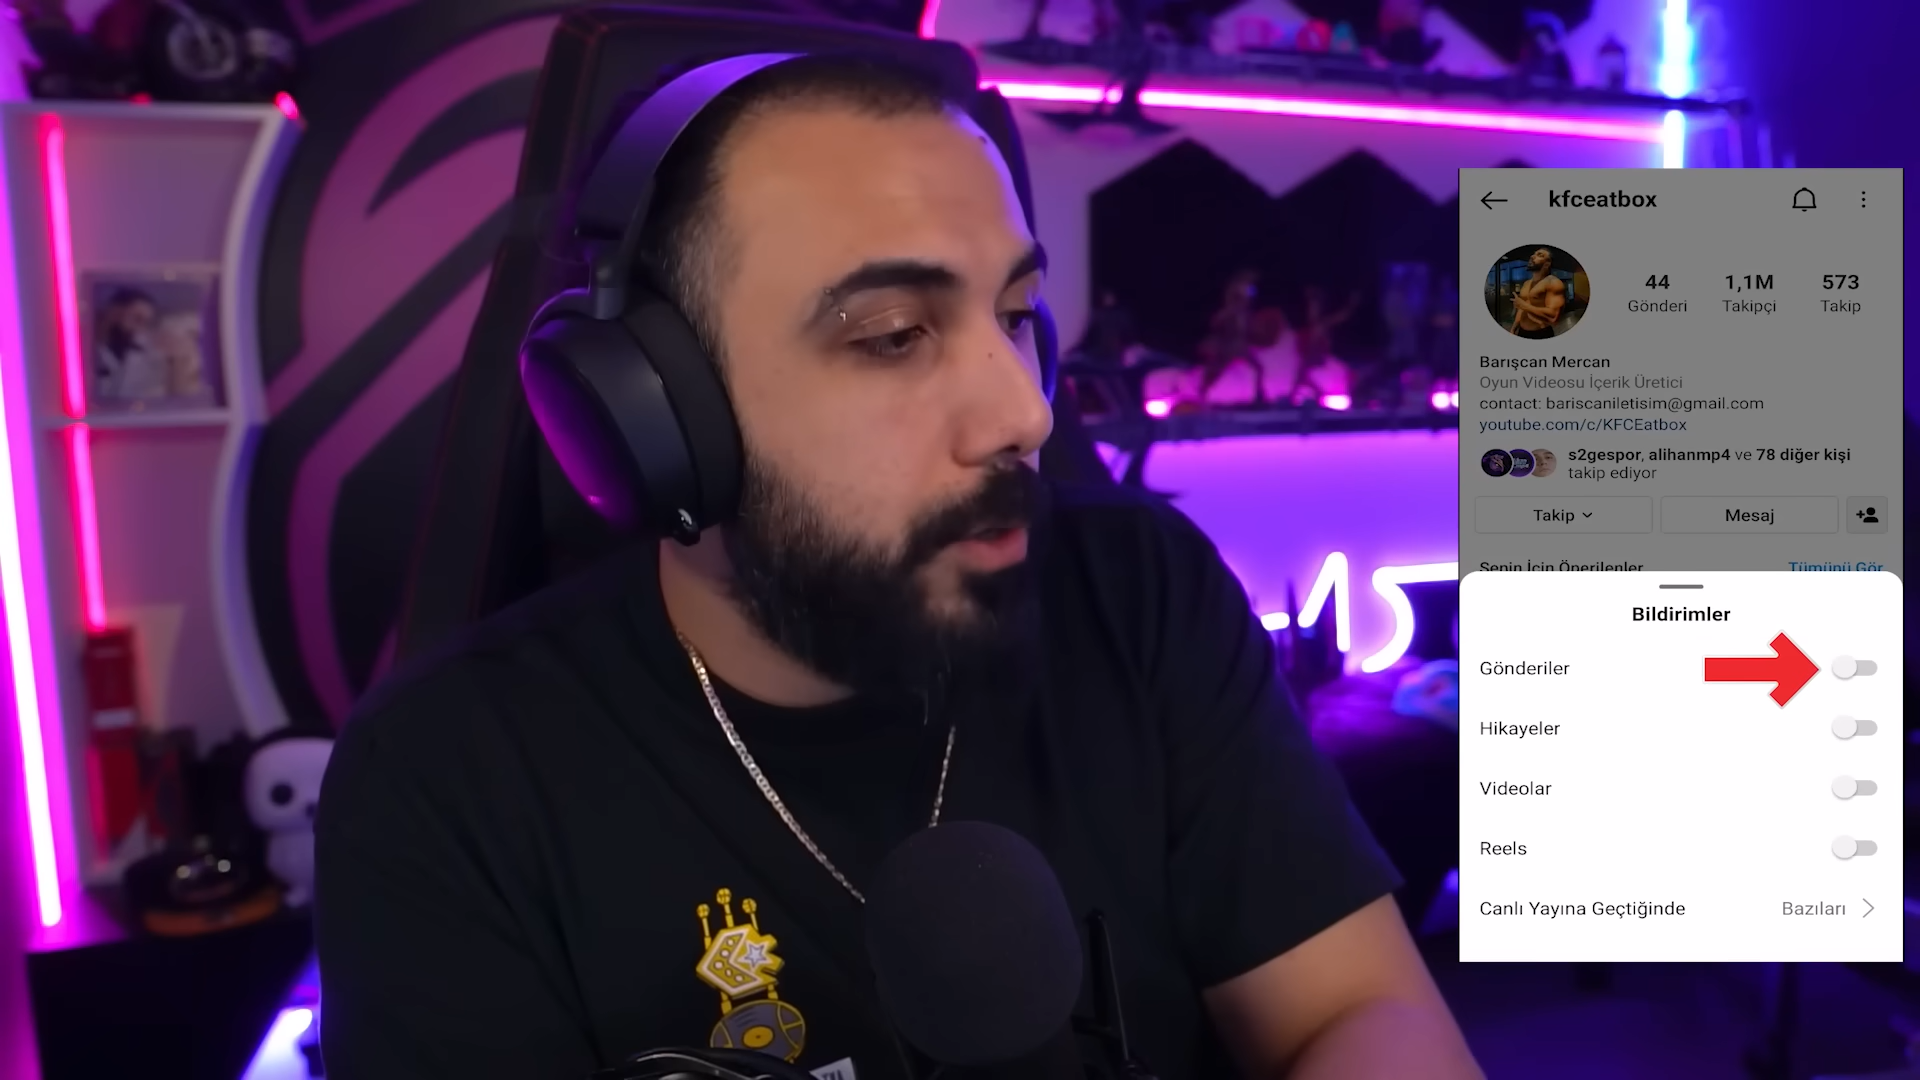 kfceatbox
44
1,1M
573
Gönderi
Takipçi
Takip
Barışcan Mercan
Oyun Videosu İçerik Üretici
contact: bariscaniletisim@gmail.com
youtube.com/c/KFCEatbox
s2gespor, alihanmp4 ve 78 diğer kişi
takip ediyor
Takip
Mesaj
Senin İçin Önerilenler
Tümünü Gör
Bildirimler
Gönderiler
Hikayeler
Videolar
Reels
Canlı Yayına Geçtiğinde
Bazıları
-15